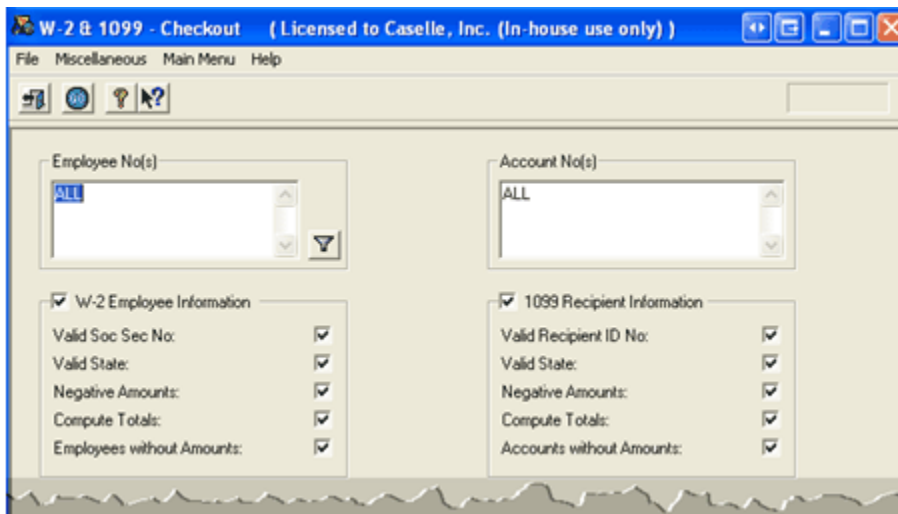 W-2 & 1099 - Checkout ( Licensed to Caselle, Inc. (In-house use only) )
File Miscellaneous Main Menu Help
GO ? ?
Employee No(s)
ALL
Account No(s)
ALL
W-2 Employee Information
Valid Soc Sec No:
Valid State:
Negative Amounts:
Compute Totals:
Employees without Amounts:
1099 Recipient Information
Valid Recipient ID No:
Valid State:
Negative Amounts:
Compute Totals:
Accounts without Amounts: